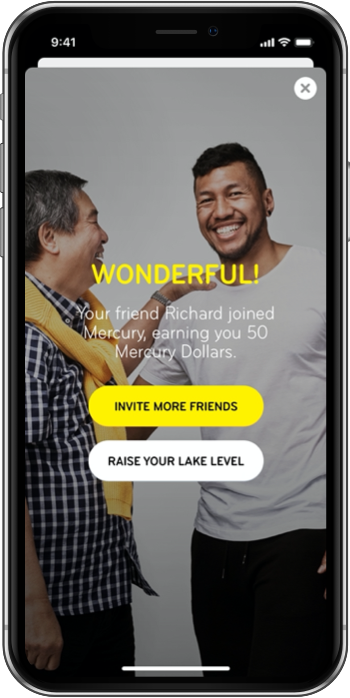 9:41
WONDERFUL!
Your friend Richard joined
Mercury, earning you 50
Mercury Dollars.
INVITE MORE FRIENDS
RAISE YOUR LAKE LEVEL